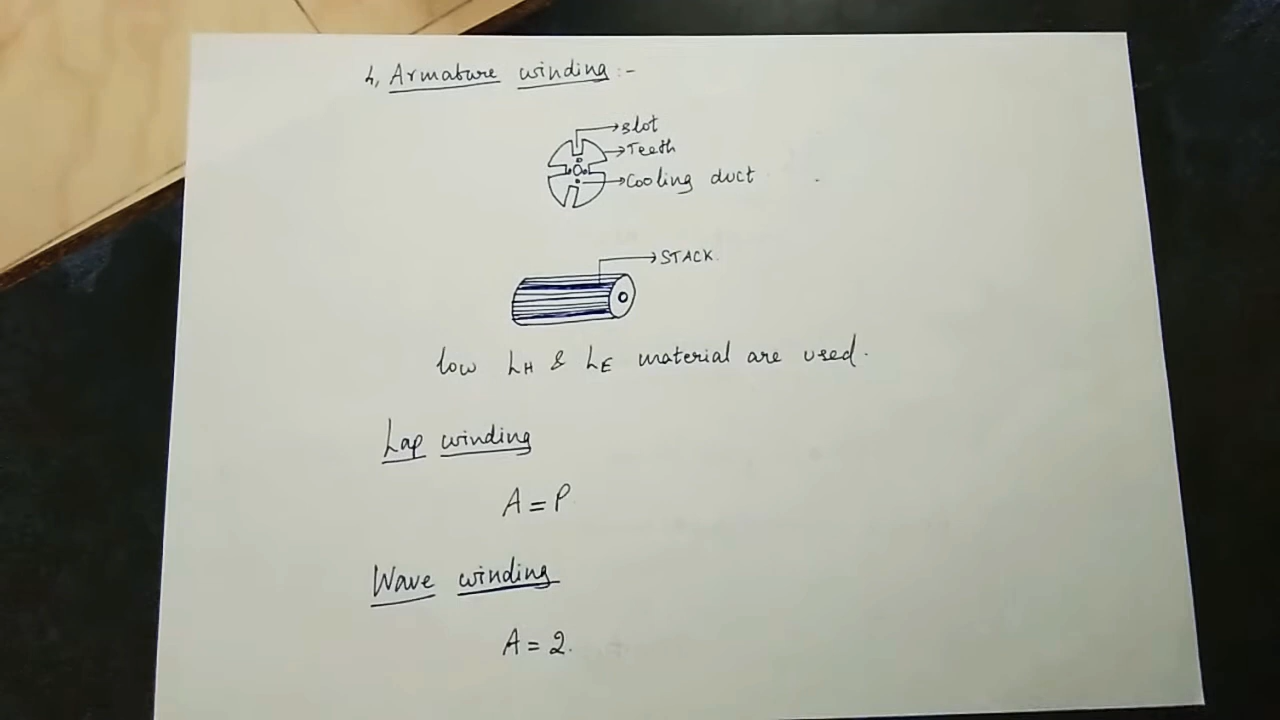 4, Armature winding :-
slot
Teeth
Cooling duct
STACK.
low LH & LE material are used.
Lap winding
A = P
Wave winding
A = 2.